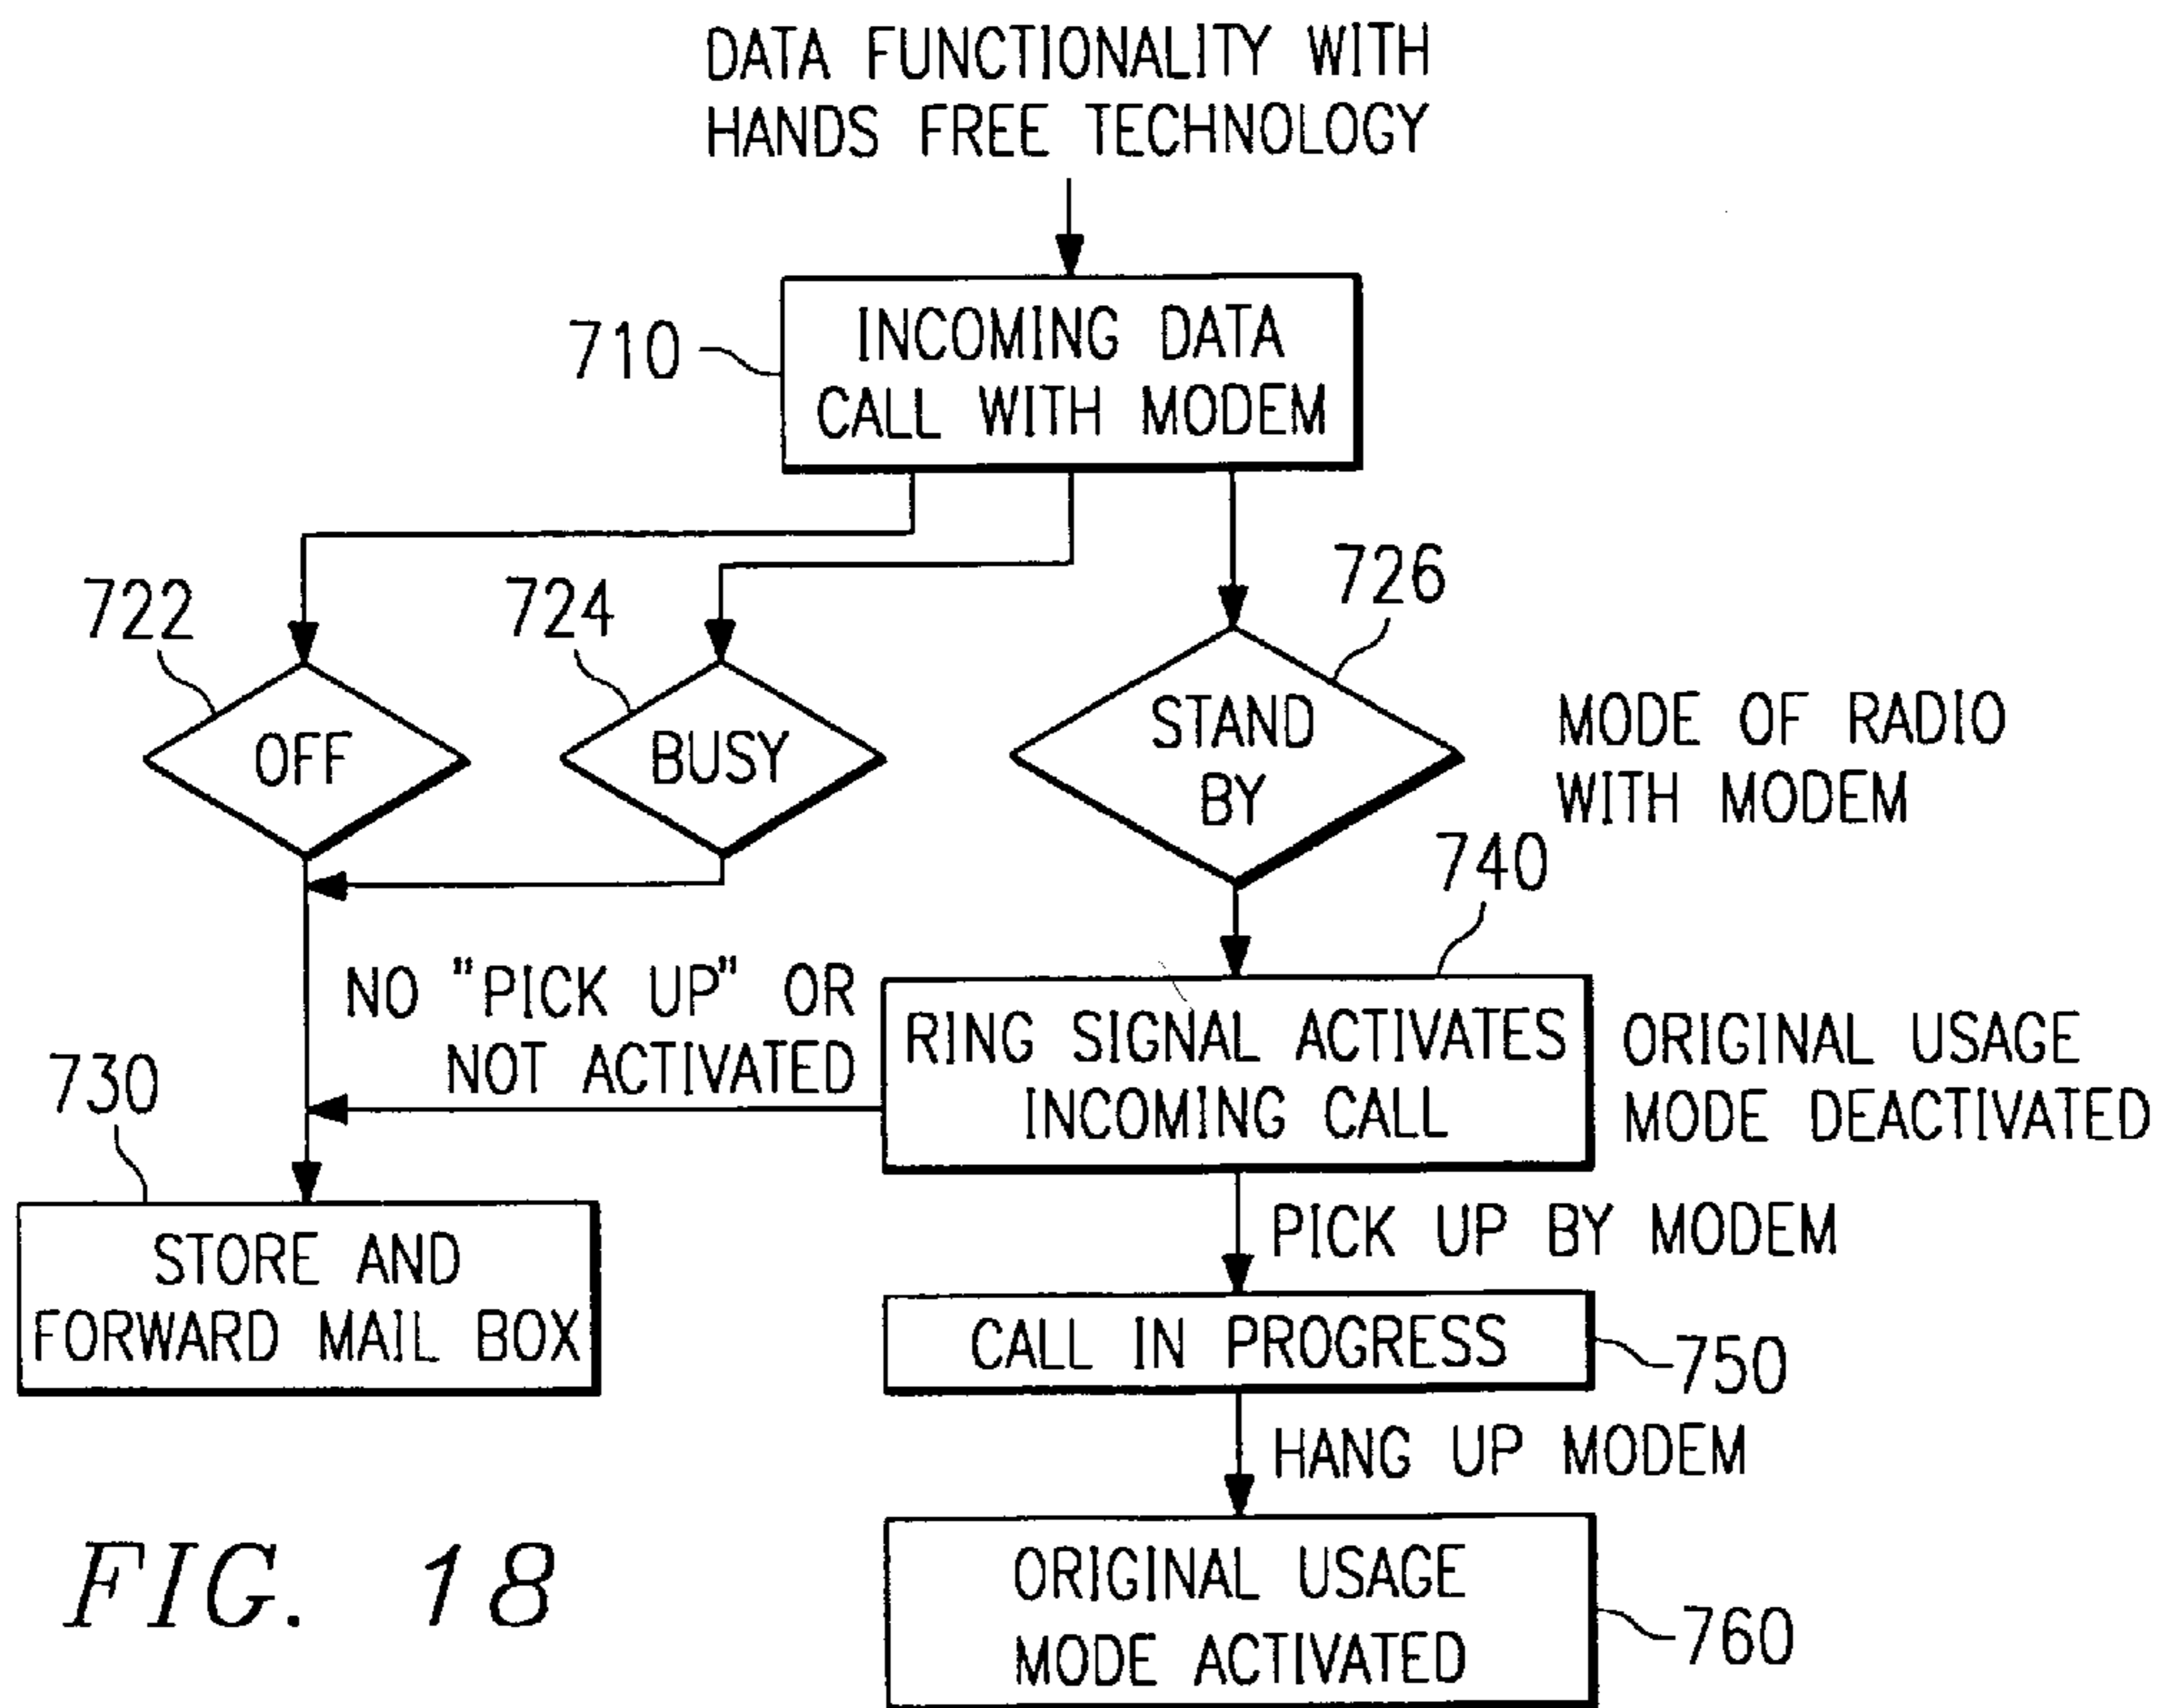 DATA FUNCTIONALITY WITH
HANDS FREE TECHNOLOGY
710
INCOMING DATA
CALL WITH MODEM
722
OFF
724
BUSY
726
STAND
BY
MODE OF RADIO
WITH MODEM
740
NO "PICK UP" OR
NOT ACTIVATED
RING SIGNAL ACTIVATES
INCOMING CALL
ORIGINAL USAGE
MODE DEACTIVATED
730
STORE AND
FORWARD MAIL BOX
PICK UP BY MODEM
CALL IN PROGRESS
750
HANG UP MODEM
ORIGINAL USAGE
MODE ACTIVATED
760
FIG. 18